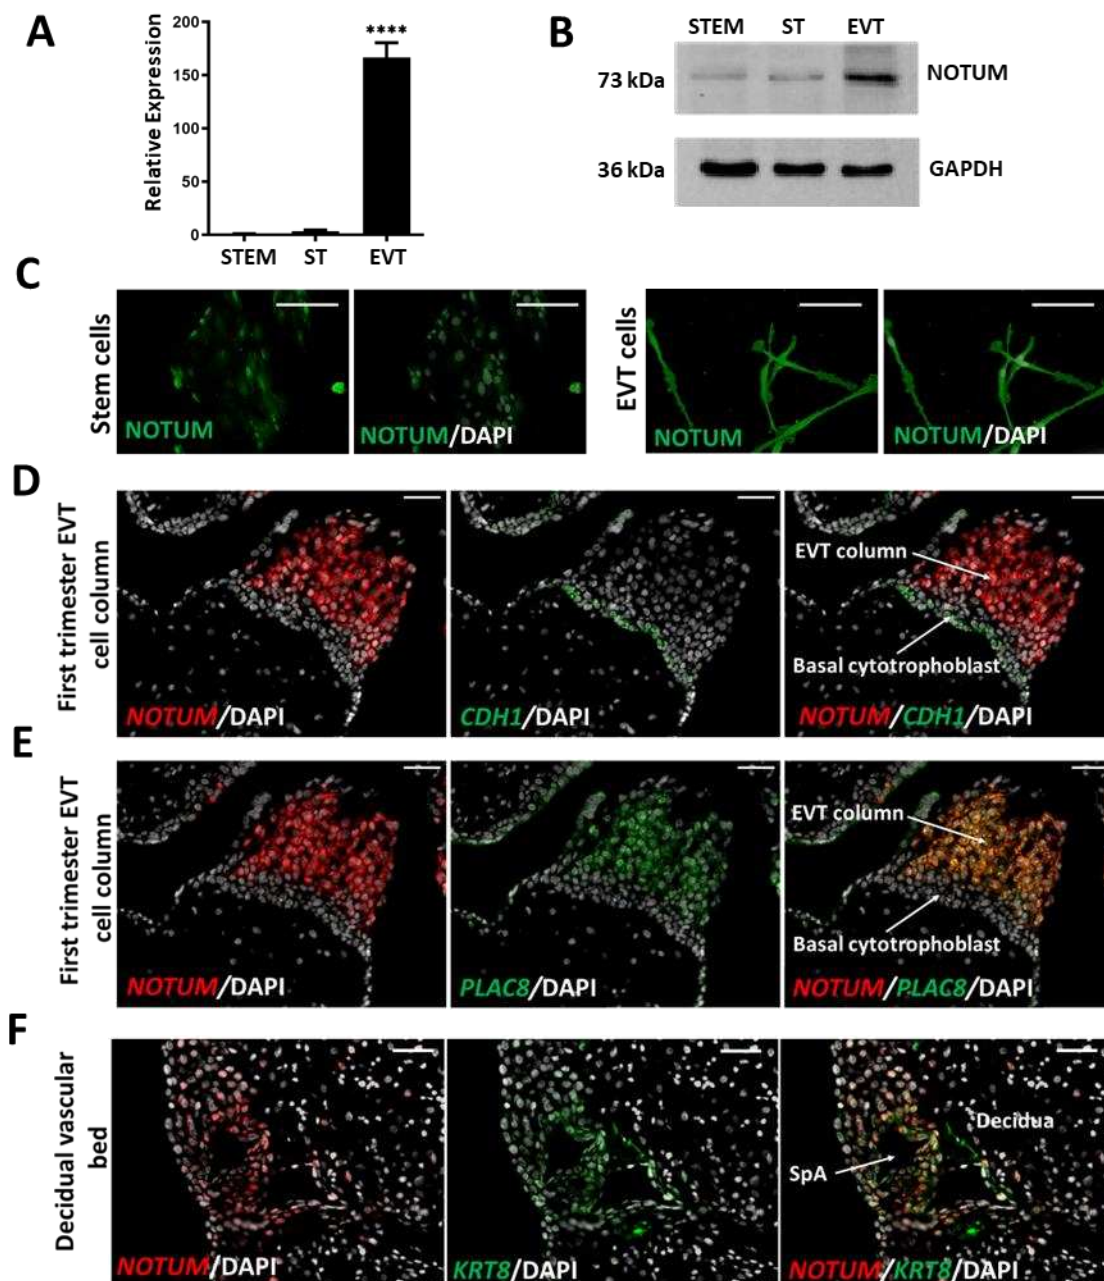 A
Relative Expression
200
150
100
50
0
****
STEM ST EVT
B
STEM ST EVT
73 kDa
NOTUM
36 kDa
GAPDH
C
Stem cells
NOTUM
NOTUM/DAPI
EVT cells
NOTUM
NOTUM/DAPI
D
First trimester EVT
cell column
NOTUM/DAPI
CDH1/DAPI
EVT column
Basal cytotrophoblast
NOTUM/CDH1/DAPI
E
First trimester EVT
cell column
NOTUM/DAPI
PLAC8/DAPI
EVT column
Basal cytotrophoblast
NOTUM/PLAC8/DAPI
F
Decidual vascular
bed
NOTUM/DAPI
KRT8/DAPI
Decidua
SpA
NOTUM/KRT8/DAPI